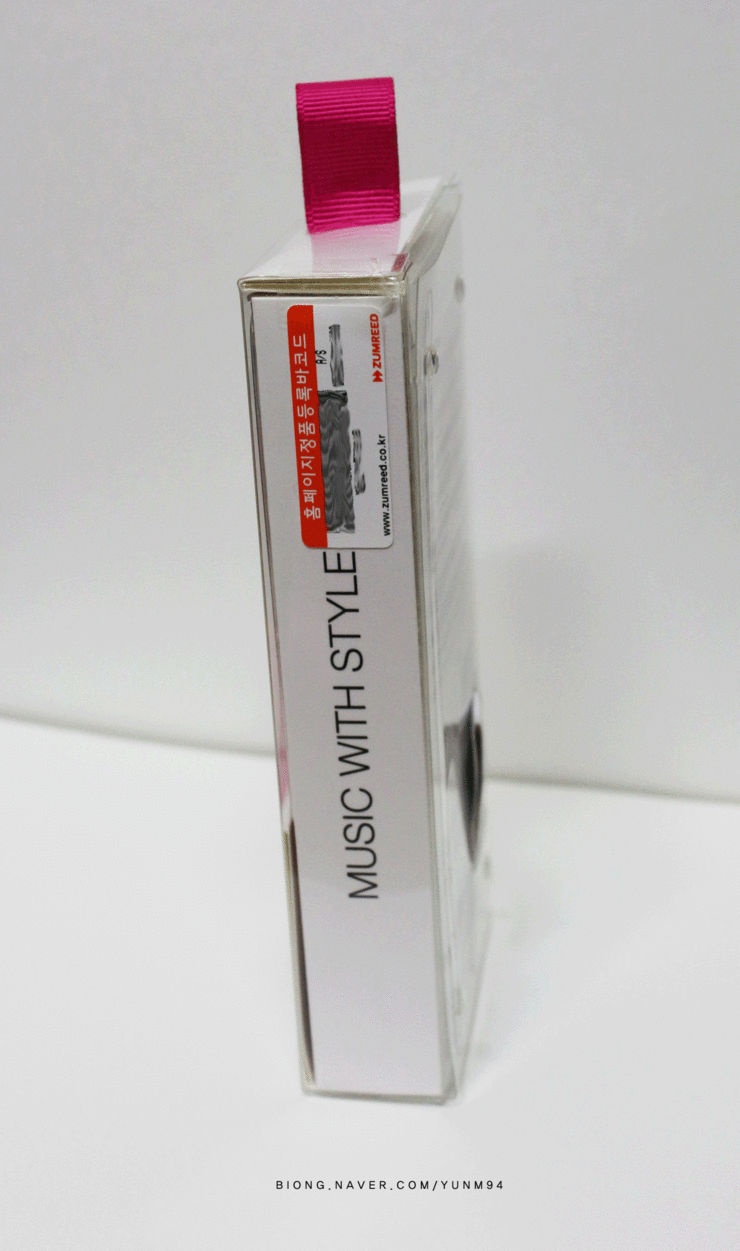 홈페이지정품등록바코드
A/S
ZUMREED
www.zumreed.co.kr
MUSIC WITH STYLE
BIONG.NAVER.COM/YUNM94